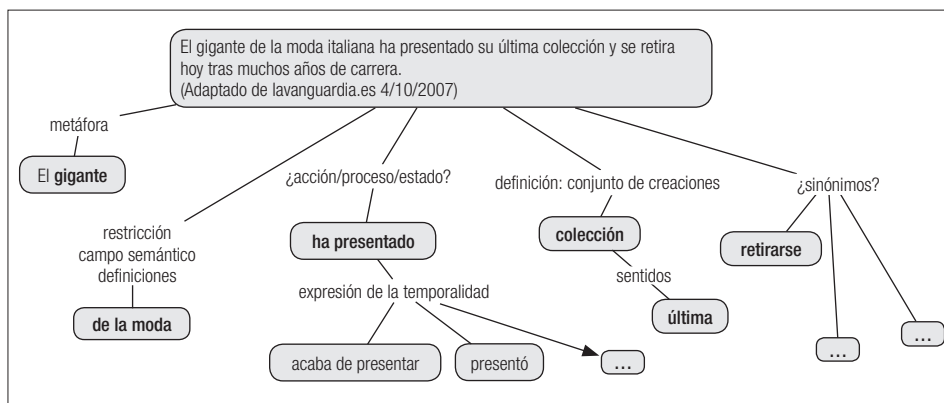 El gigante de la moda italiana ha presentado su última colección y se retira
hoy tras muchos años de carrera.
(Adaptado de lavanguardia.es 4/10/2007)
metáfora
El gigante
¿acción/proceso/estado?
definición: conjunto de creaciones
¿sinónimos?
restricción
campo semántico
definiciones
ha presentado
colección
retirarse
expresión de la temporalidad
sentidos
de la moda
última
acaba de presentar
presentó
...
...
...